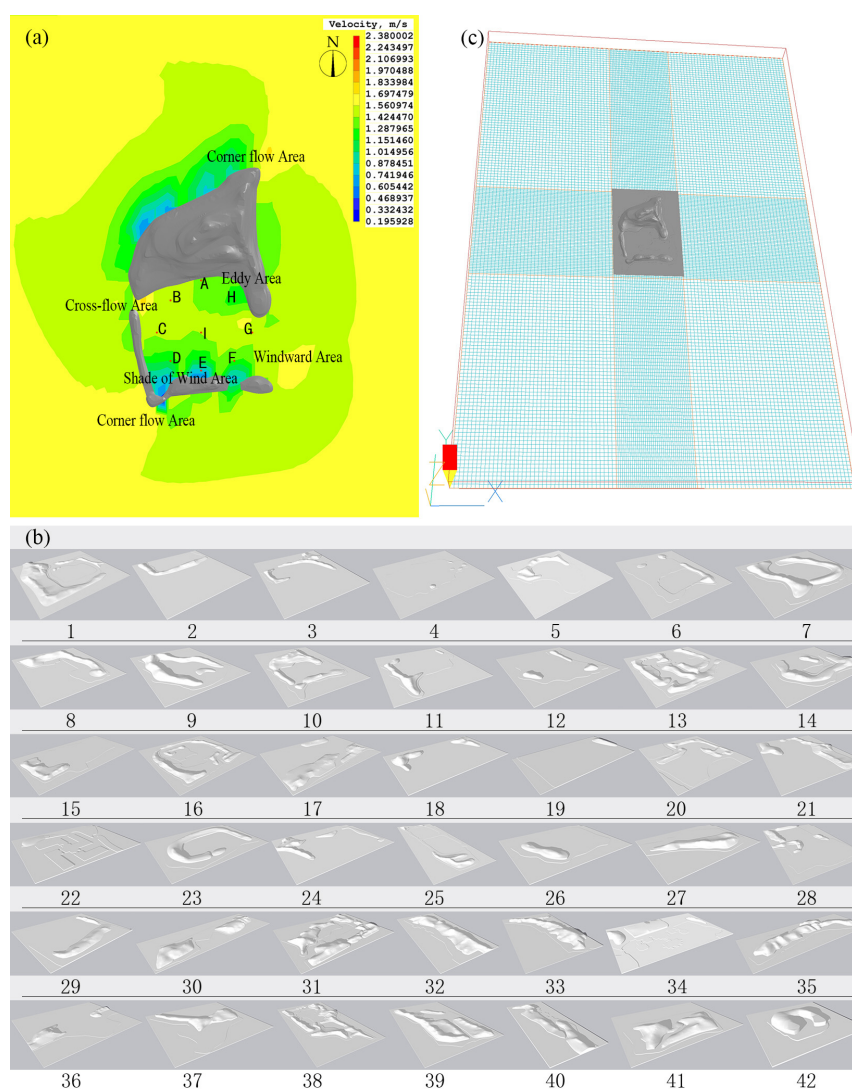 (a)
Velocity, m/s
N
2.380002
2.243497
2.106993
1.970488
1.833984
1.697479
1.560974
1.424470
1.287965
1.151460
1.014956
0.878451
0.741946
0.605442
0.468937
0.332432
0.195928
Corner flow Area
A
Eddy Area
B
H
Cross-flow Area
C
I
G
D
E
F
Windward Area
Shade of Wind Area
Corner flow Area
(c)
Y
X
(b)
1 2 3 4 5 6 7
8 9 10 11 12 13 14
15 16 17 18 19 20 21
22 23 24 25 26 27 28
29 30 31 32 33 34 35
36 37 38 39 40 41 42